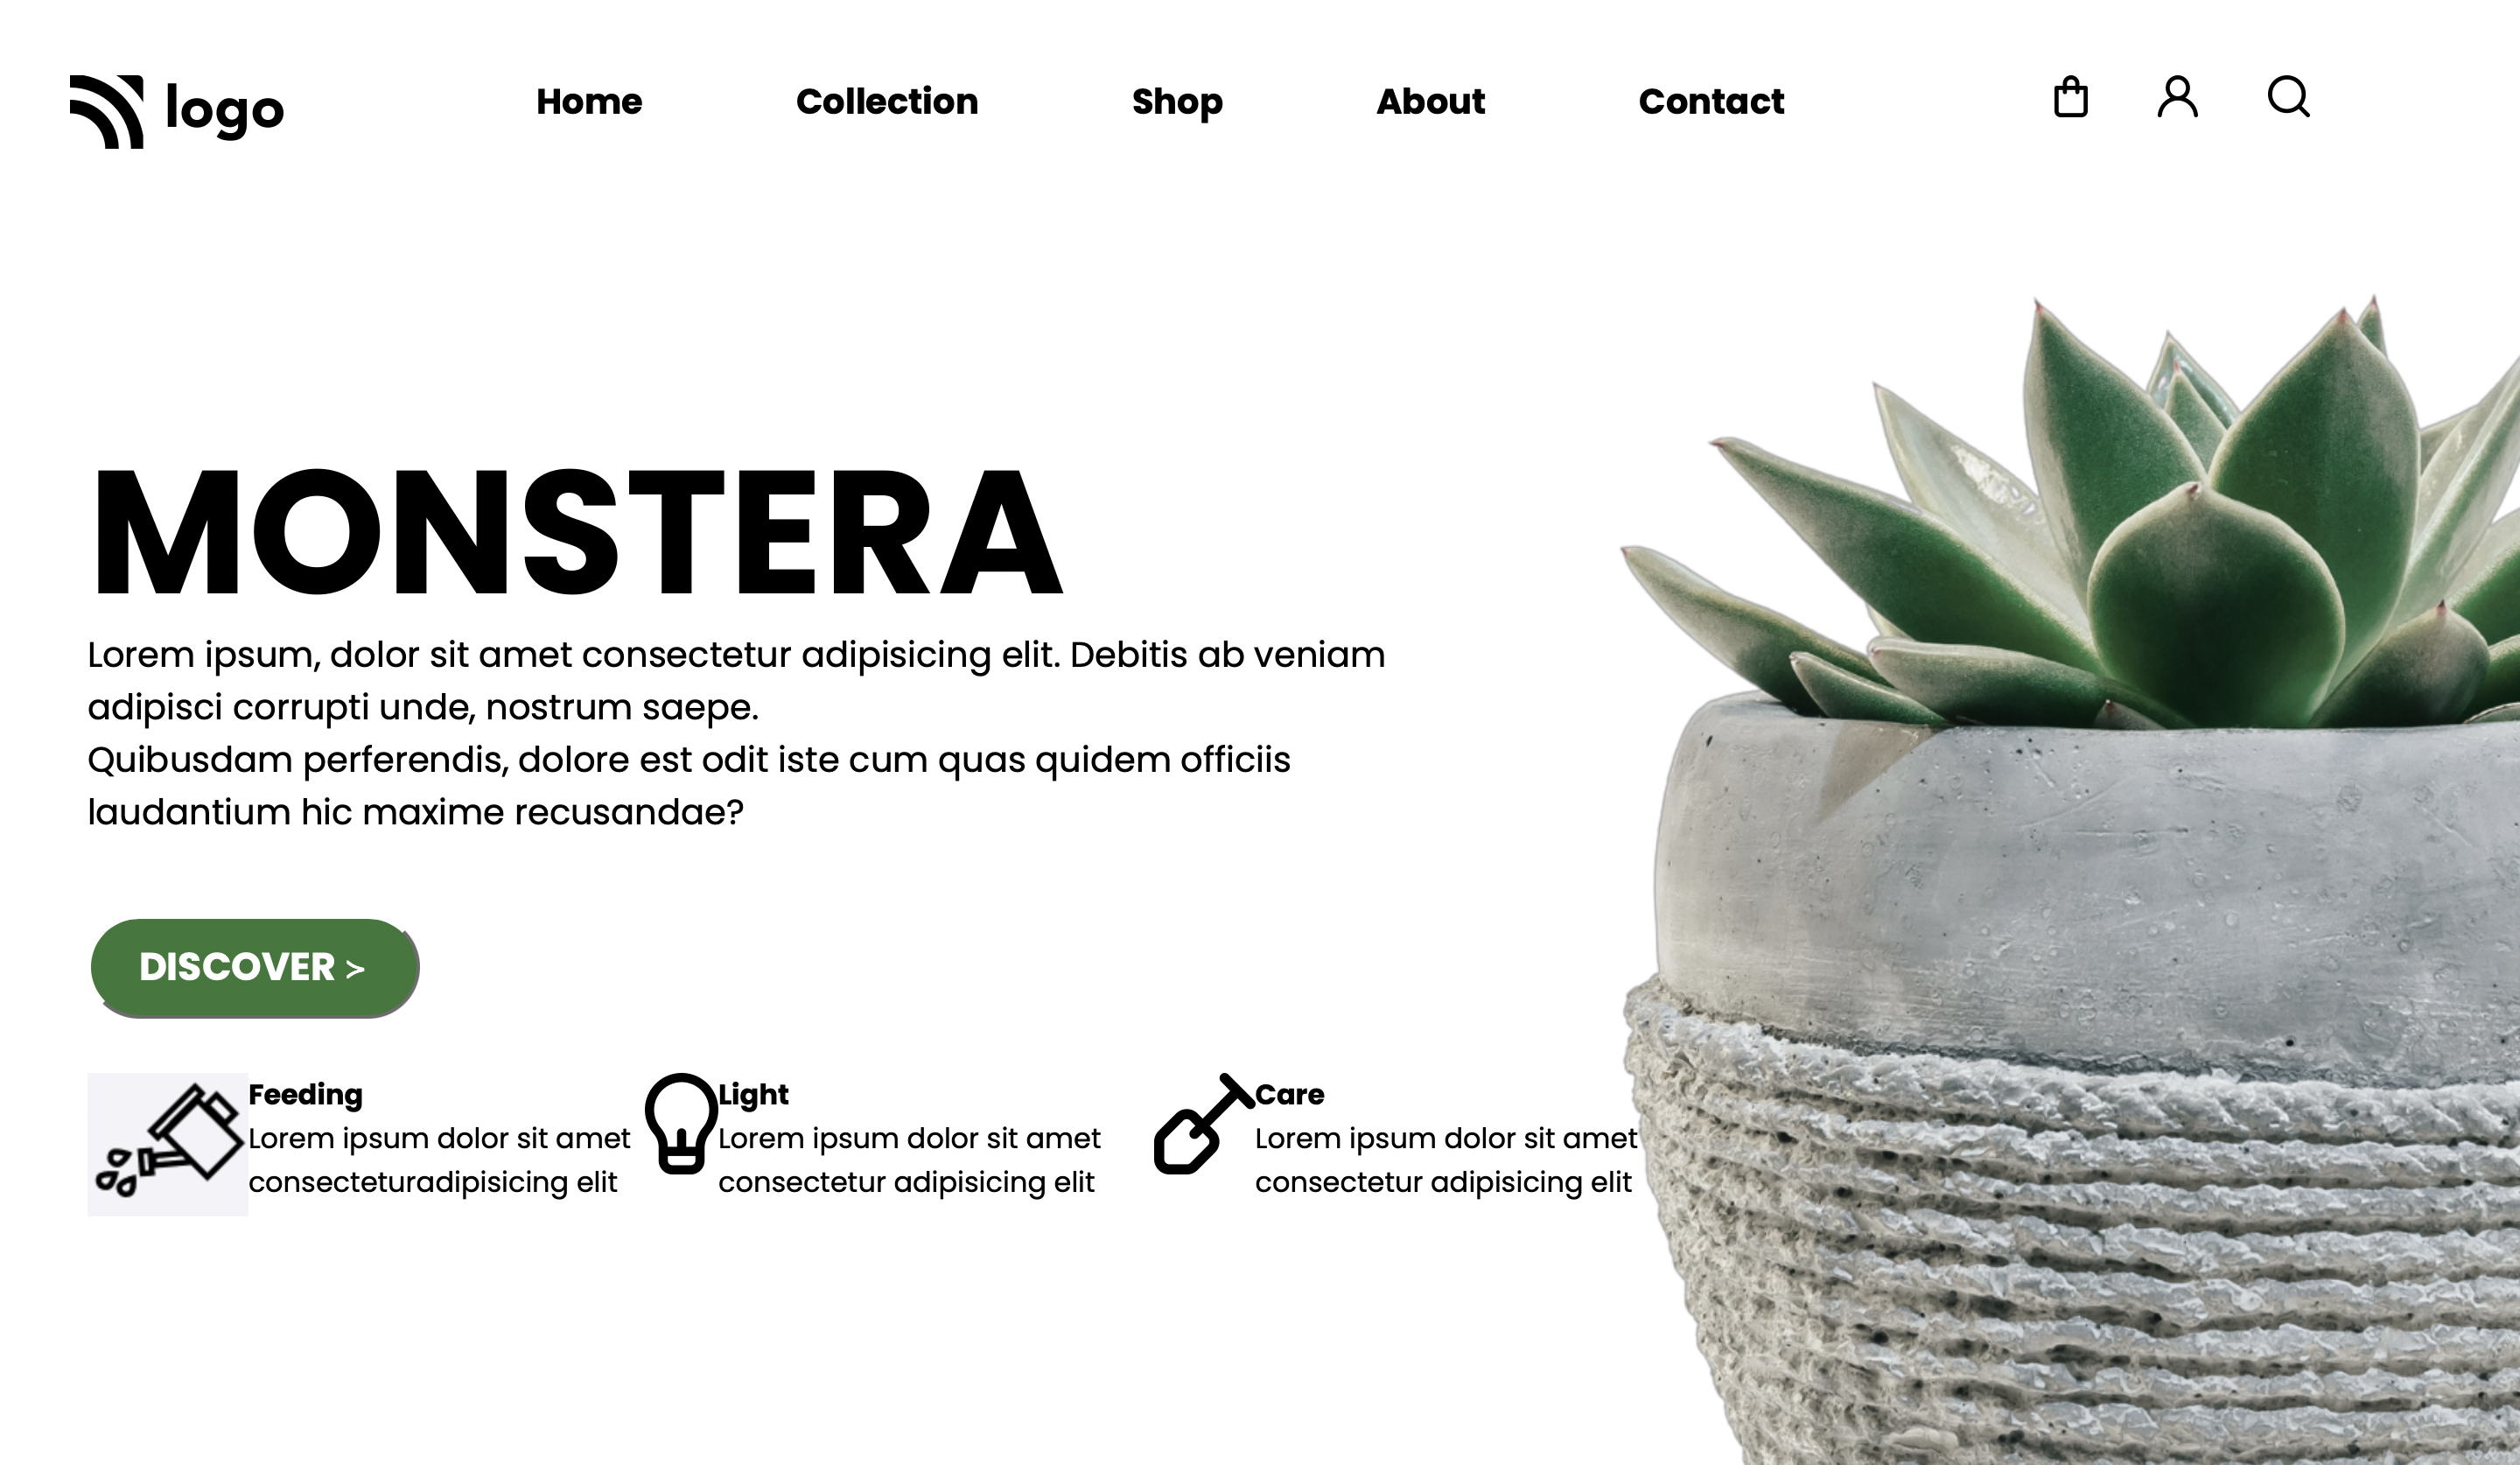 logo
Home Collection Shop About Contact
MONSTERA
Lorem ipsum, dolor sit amet consectetur adipisicing elit. Debitis ab veniam
adipisci corrupti unde, nostrum saepe.
Quibusdam perferendis, dolore est odit iste cum quas quidem officiis
laudantium hic maxime recusandae?
DISCOVER >
Feeding
Lorem ipsum dolor sit amet
consecteturadipisicing elit
Light
Lorem ipsum dolor sit amet
consectetur adipisicing elit
Care
Lorem ipsum dolor sit amet
consectetur adipisicing elit